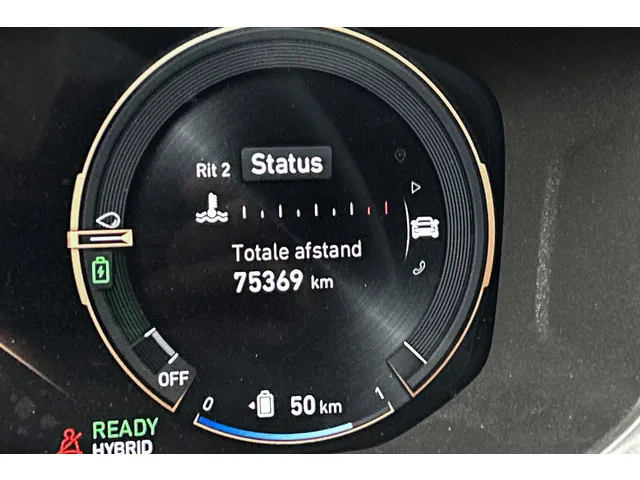 Rit 2 Status
Totale afstand
75369 km
OFF
0 50 km 1
READY
HYBRID